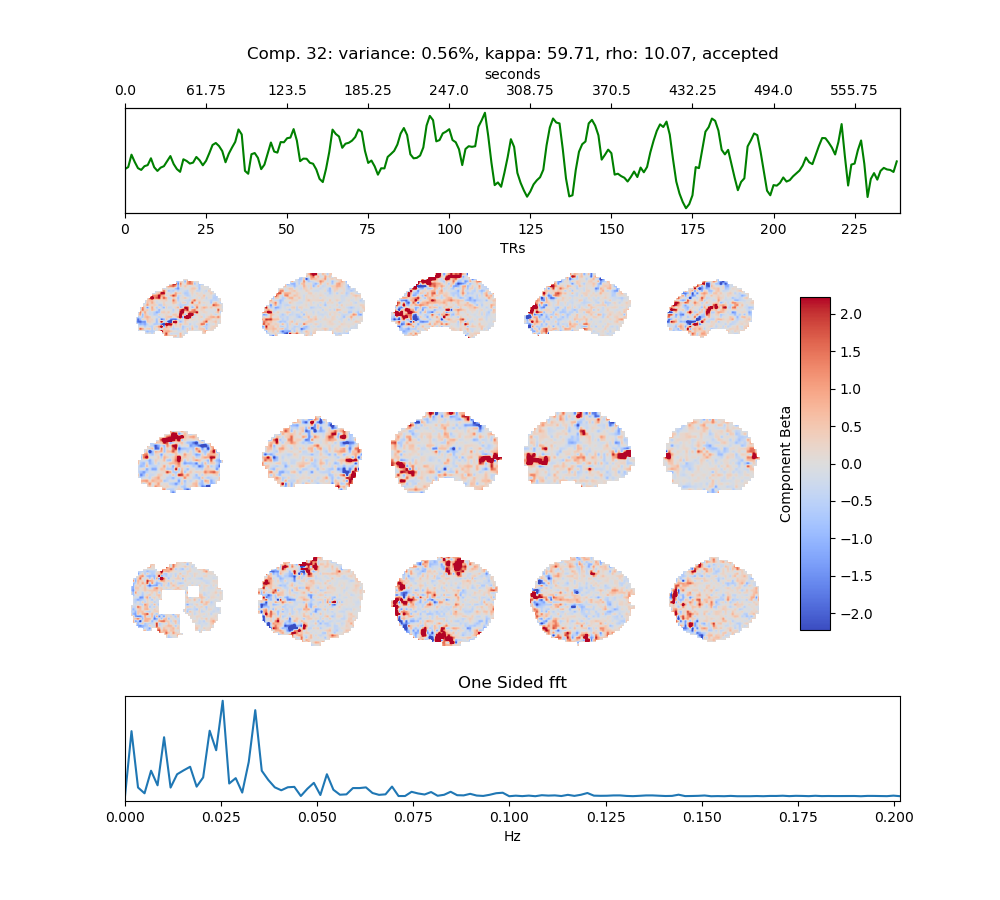 Comp. 32: variance: 0.56%, kappa: 59.71, rho: 10.07, accepted
seconds
0.0 61.75 123.5 185.25 247.0 308.75 370.5 432.25 494.0 555.75
0 25 50 75 100 125 150 175 200 225
TRs
2.0
1.5
1.0
0.5
0.0
−0.5
−1.0
−1.5
−2.0
Component Beta
One Sided fft
0.000 0.025 0.050 0.075 0.100 0.125 0.150 0.175 0.200
Hz